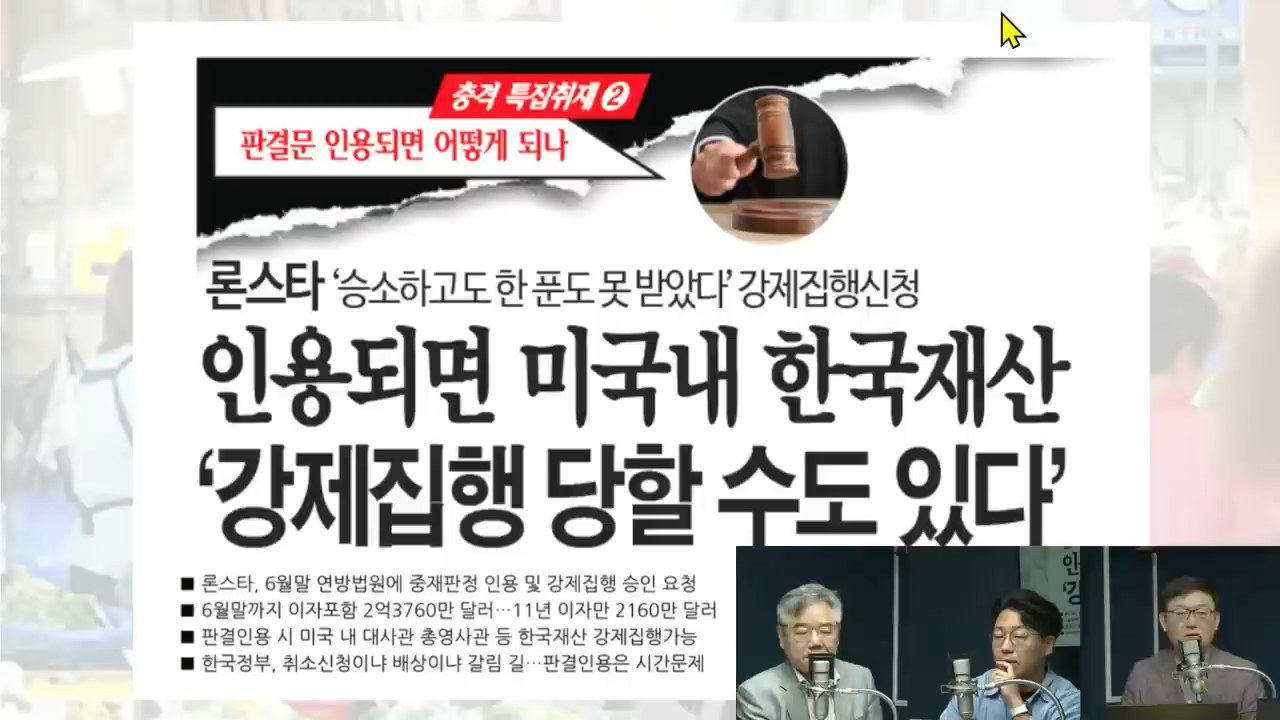 충격 특집취재 ❷
판결문 인용되면 어떻게 되나
론스타 ‘승소하고도 한 푼도 못 받았다’ 강제집행신청
인용되면 미국내 한국재산
‘강제집행 당할 수도 있다’
■ 론스타, 6월말 연방법원에 중재판정 인용 및 강제집행 승인 요청
■ 6월말까지 이자포함 2억3760만 달러…11년 이자만 2160만 달러
■ 판결인용 시 미국 내 대사관 총영사관 등 한국재산 강제집행가능
■ 한국정부, 취소신청이냐 배상이냐 갈림 길…판결인용은 시간문제